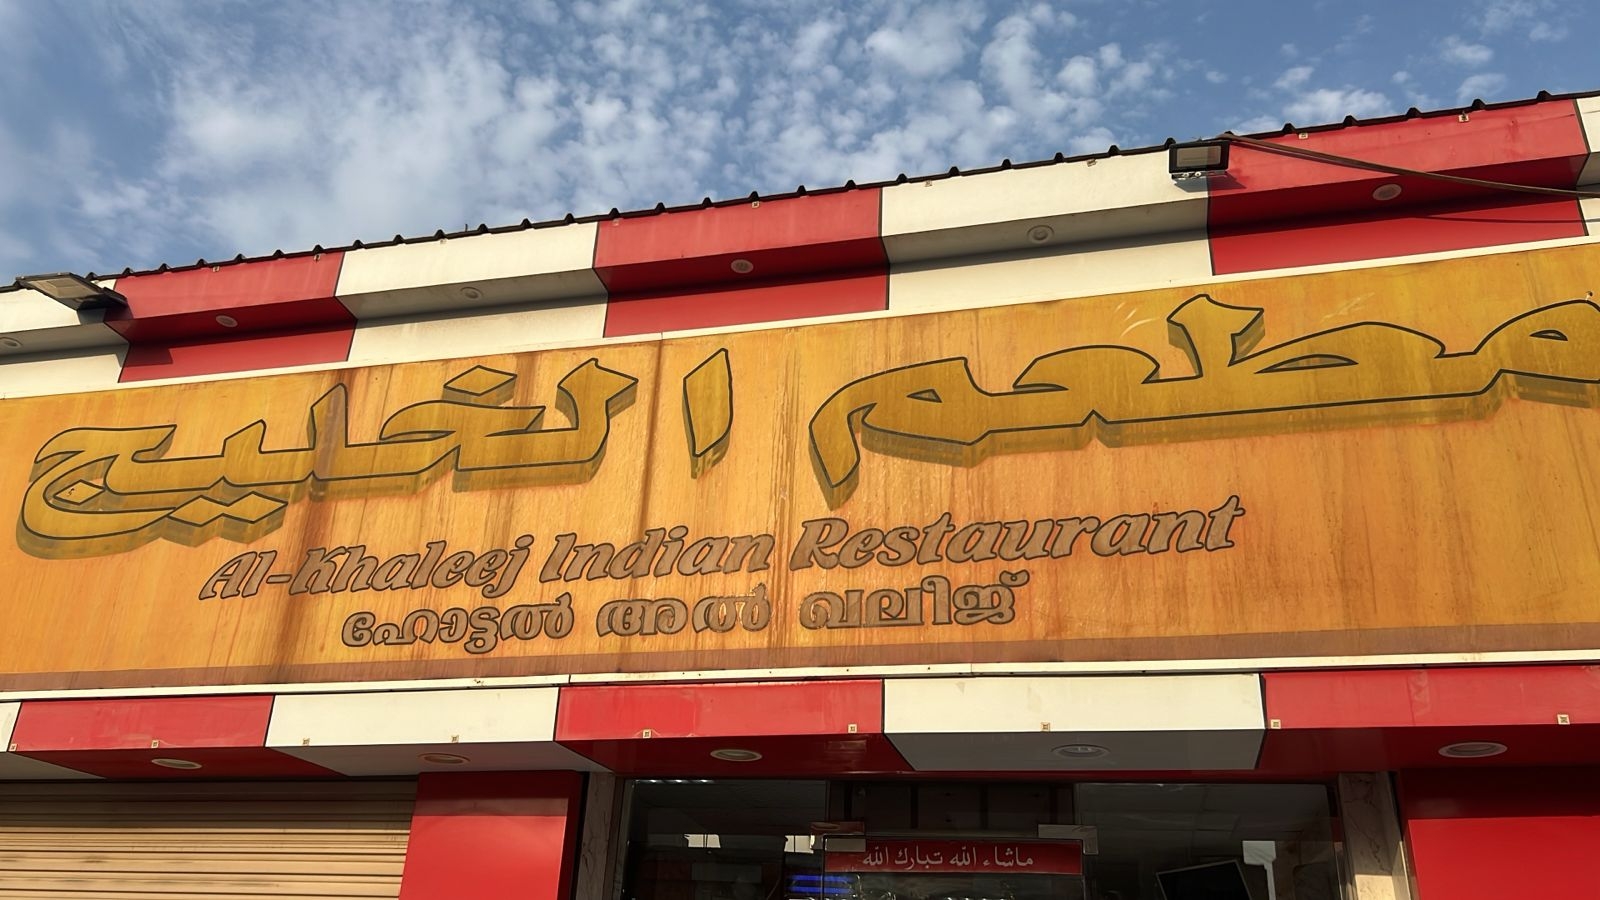 مطعم الخليج
Al-Khaleej Indian Restaurant
ഹോട്ടൽ അൽ ഖലീജ്
ماشاء الله تبارك الله